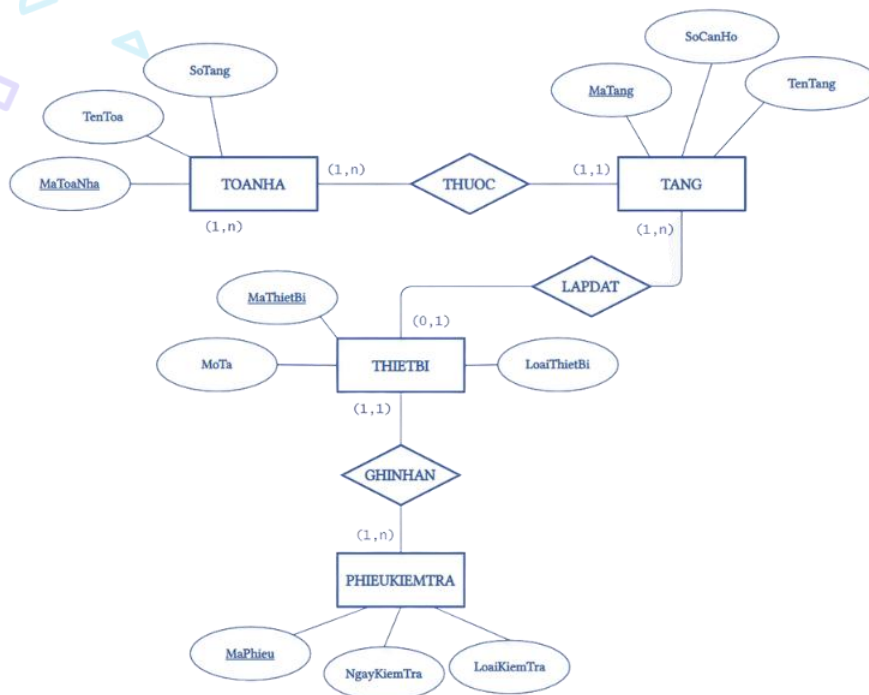 SoCanHo
SoTang
MaTang
TenTang
TenToa
MaToaNha
TOANHA
(1,n)
THUOC
(1,1)
TANG
(1,n)
(1,n)
MaThietBi
LAPDAT
(0,1)
MoTa
THIETBI
LoaiThietBi
(1,1)
GHINHAN
(1,n)
PHIEUKIEMTRA
MaPhieu
NgayKiemTra
LoaiKiemTra